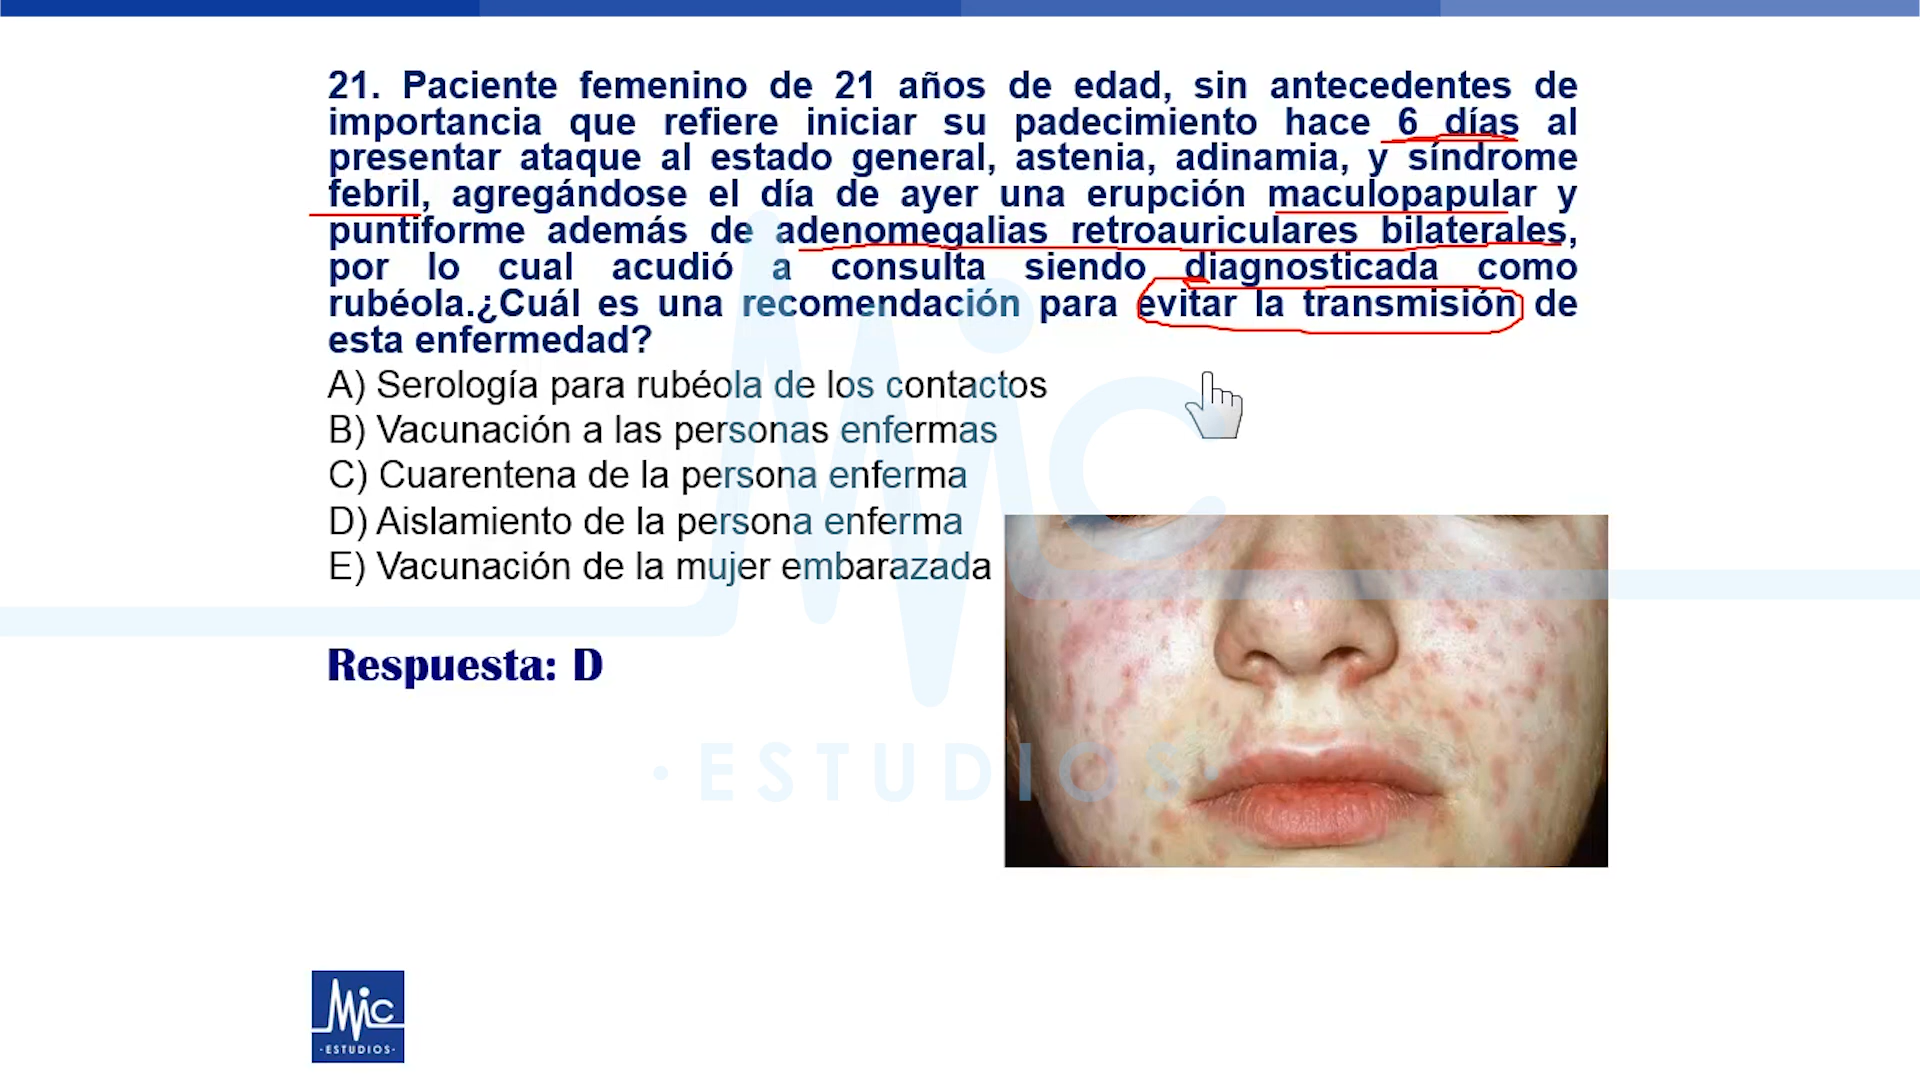 21. Paciente femenino de 21 años de edad, sin antecedentes de
importancia que refiere iniciar su padecimiento hace 6 días al
presentar ataque al estado general, astenia, adinamia, y síndrome
febril, agregándose el día de ayer una erupción maculopapular y
puntiforme además de adenomegalias retroauriculares bilaterales,
por lo cual acudió a consulta siendo diagnosticada como
rubéola.¿Cuál es una recomendación para evitar la transmisión de
esta enfermedad?
A) Serología para rubéola de los contactos
B) Vacunación a las personas enfermas
C) Cuarentena de la persona enferma
D) Aislamiento de la persona enferma
E) Vacunación de la mujer embarazada
Respuesta: D
Mic
·ESTUDIOS·
Mic
·ESTUDIOS·